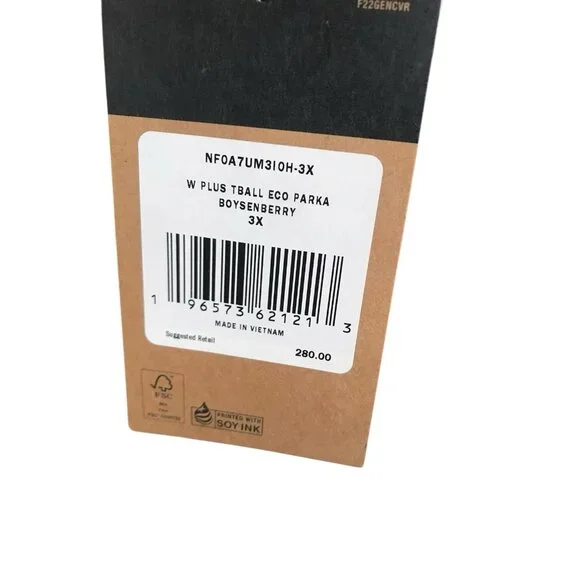 F22GENCVR
NF0A7UM3I0H-3X
W PLUS TBALL ECO PARKA
BOYSENBERRY
3X
1 96573 62121 3
MADE IN VIETNAM
Suggested Retail
280.00
FSC
PRINTED WITH
SOY INK